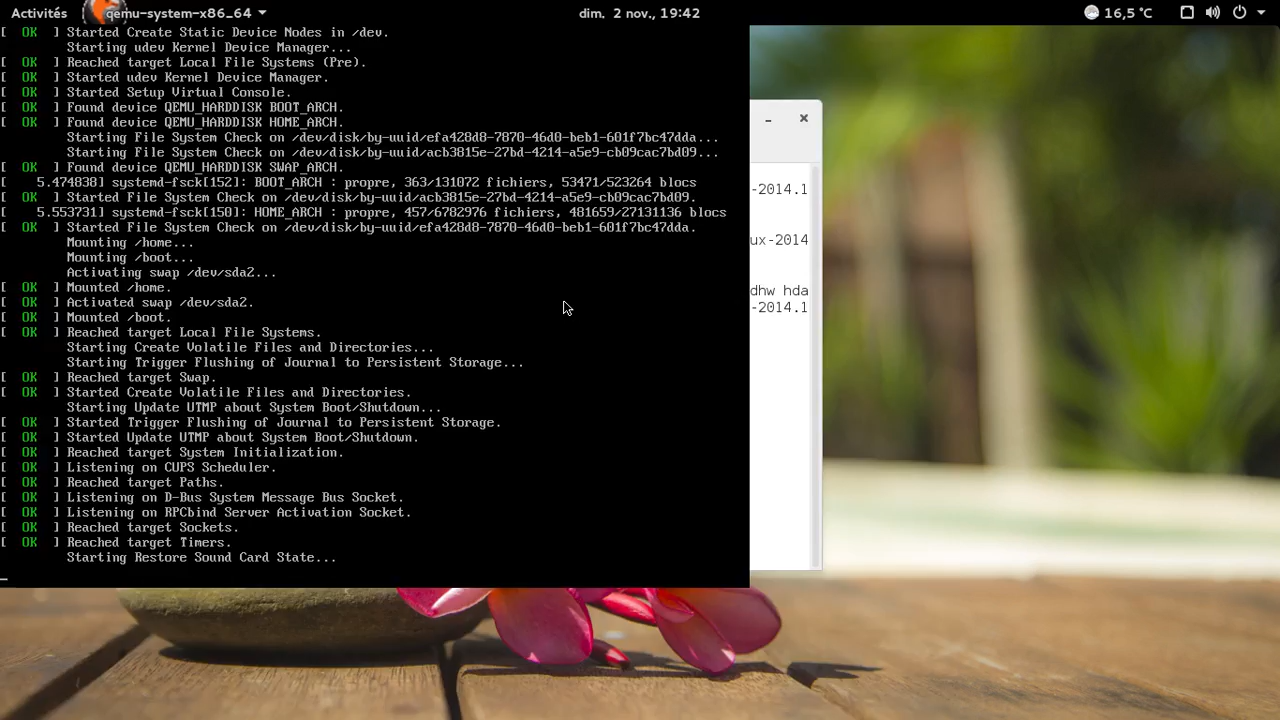 Activités
qemu-system-x86_64
dim. 2 nov., 19:42
16,5 °C
[  OK  ] Started Create Static Device Nodes in /dev.
Starting udev Kernel Device Manager...
[  OK  ] Reached target Local File Systems (Pre).
[  OK  ] Started udev Kernel Device Manager.
[  OK  ] Started Setup Virtual Console.
[  OK  ] Found device QEMU_HARDDISK BOOT_ARCH.
[  OK  ] Found device QEMU_HARDDISK HOME_ARCH.
Starting File System Check on /dev/disk/by-uuid/efa428d8-7870-46d0-beb1-601f7bc47dda...
Starting File System Check on /dev/disk/by-uuid/acb3815e-27bd-4214-a5e9-cb09cac7bd09...
[  OK  ] Found device QEMU_HARDDISK SWAP_ARCH.
[    5.474838] systemd-fsck[152]: BOOT_ARCH : propre, 363/131072 fichiers, 53471/523264 blocs
[  OK  ] Started File System Check on /dev/disk/by-uuid/acb3815e-27bd-4214-a5e9-cb09cac7bd09.
[    5.553731] systemd-fsck[150]: HOME_ARCH : propre, 457/6782976 fichiers, 481659/27131136 blocs
[  OK  ] Started File System Check on /dev/disk/by-uuid/efa428d8-7870-46d0-beb1-601f7bc47dda.
Mounting /home...
Mounting /boot...
Activating swap /dev/sda2...
[  OK  ] Mounted /home.
[  OK  ] Activated swap /dev/sda2.
[  OK  ] Mounted /boot.
[  OK  ] Reached target Local File Systems.
Starting Create Volatile Files and Directories...
Starting Trigger Flushing of Journal to Persistent Storage...
[  OK  ] Reached target Swap.
[  OK  ] Started Create Volatile Files and Directories.
Starting Update UTMP about System Boot/Shutdown...
[  OK  ] Started Trigger Flushing of Journal to Persistent Storage.
[  OK  ] Started Update UTMP about System Boot/Shutdown.
[  OK  ] Reached target System Initialization.
[  OK  ] Listening on CUPS Scheduler.
[  OK  ] Reached target Paths.
[  OK  ] Listening on D-Bus System Message Bus Socket.
[  OK  ] Listening on RPCbind Server Activation Socket.
[  OK  ] Reached target Sockets.
[  OK  ] Reached target Timers.
Starting Restore Sound Card State...
-2014.1
ux-2014
dhw hda
-2014.1